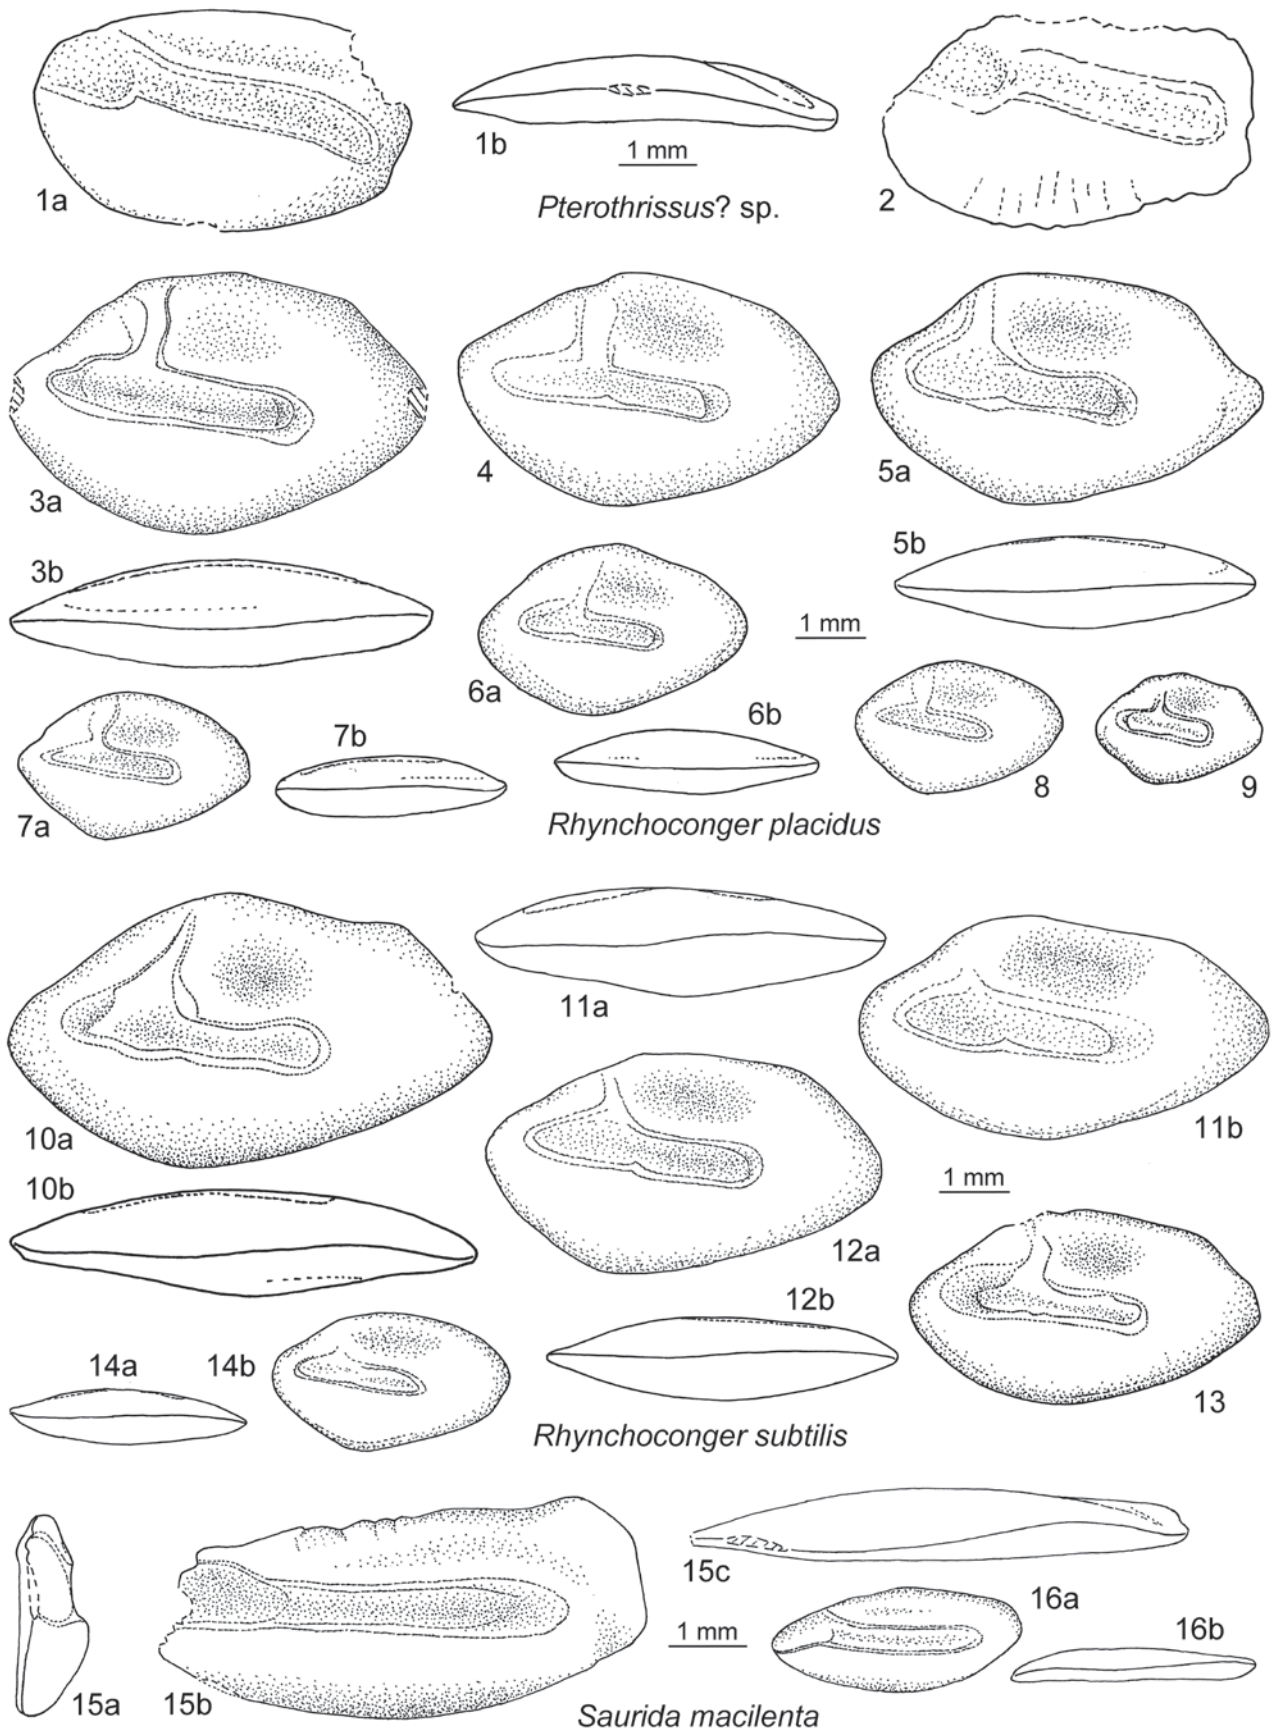 1a
1b
1 mm
2
Pterothrissus? sp.
3a
4
5a
3b
5b
6a
1 mm
7a
7b
6b
8
9
Rhynchoconger placidus
10a
11a
11b
10b
12a
1 mm
12b
13
14a
14b
Rhynchoconger subtilis
15a
15b
1 mm
15c
16a
16b
Saurida macilenta